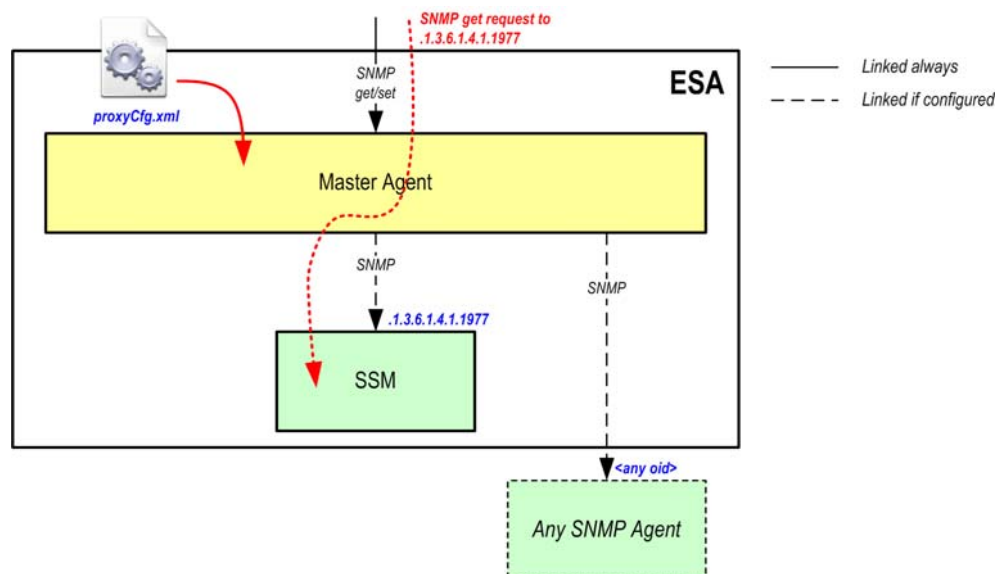 SNMP get request to
.1.3.6.1.4.1.1977
ESA
SNMP
get/set
proxyCfg.xml
Linked always
Linked if configured
Master Agent
SNMP
SNMP
.1.3.6.1.4.1.1977
SSM
<any oid>
Any SNMP Agent